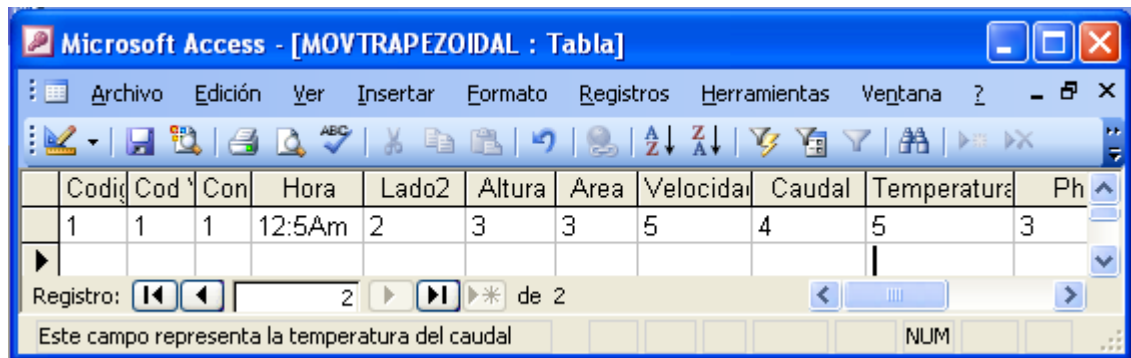 Microsoft Access - [MOVTRAPEZOIDAL : Tabla]
Archivo Edición Ver Insertar Formato Registros Herramientas Ventana ?
Codig Cod Con Hora Lado2 Altura Area Velocidad Caudal Temperatura Ph
1 1 1 12:5Am 2 3 3 5 4 5 3
Registro: 2 de 2
Este campo representa la temperatura del caudal NUM